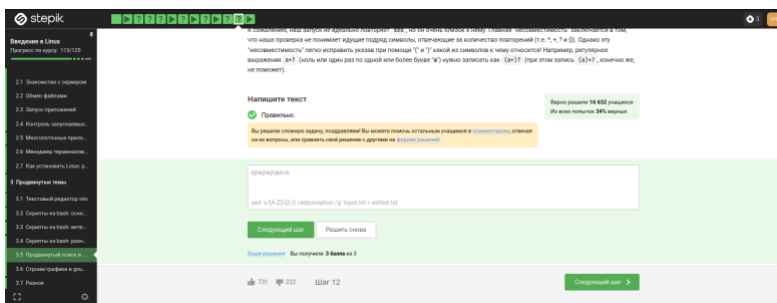 stepik
3
Введение в Linux
Прогресс по курсу: 113/125
2.1 Знакомство с сервером
2.2 Обмен файлами
2.3 Запуск приложений
2.4 Контроль запускаемых...
2.5 Многопоточные прило...
2.6 Менеджер терминалов...
2.7 Как установить Linux: р...
3 Продвинутые темы
3.1 Текстовый редактор vim
3.2 Скрипты на bash: осно...
3.3 Скрипты на bash: ветв...
3.4 Скрипты на bash: разн...
3.5 Продвинутый поиск и ...
3.6 Строим графики в gnu...
3.7 Разное
К сожалению, наш запрос не идеально повторяет sed, но он очень близок к нему. Главная "несовместимость" заключается в том,
что наша проверка не понимает идущие подряд символы, отвечающие за количество повторений (т.е. *, +, ? и {}). Однако эту
"несовместимость" легко исправить указав при помощи "(" и ")" какой из символов к чему относится! Например, регулярное
выражения a+? (ноль или один раз по одной или более букве "a") нужно записать как (a+)? (при этом запись (a)+?, конечно же,
не поможет).
Напишите текст
Правильно.
Верно решили 16 632 учащихся
Из всех попыток 34% верных
Вы решили сложную задачу, поздравляем! Вы можете помочь остальным учащимся в комментариях, отвечая
на их вопросы, или сравнить своё решение с другими на форуме решений.
sed 's/[A-Z]\{2,\} /abbreviation /g' input.txt > edited.txt
Следующий шаг
Решить снова
Ваши решения Вы получили: 3 балла из 3
731 232 Шаг 12
Следующий шаг